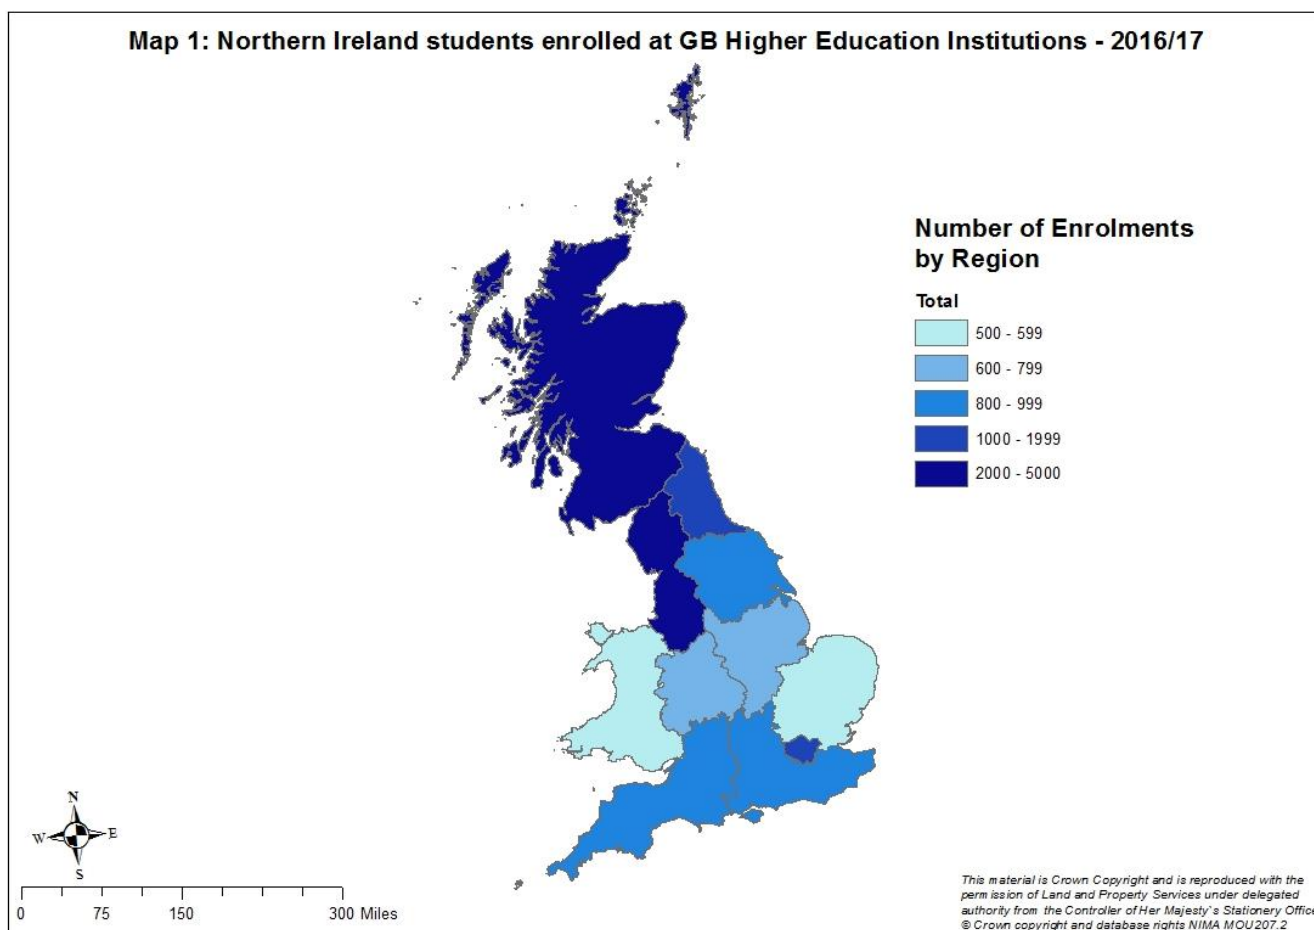 Map 1: Northern Ireland students enrolled at GB Higher Education Institutions - 2016/17
Number of Enrolments
by Region
Total
500 - 599
600 - 799
800 - 999
1000 - 1999
2000 - 5000
N
W E
S
0 75 150 300 Miles
This material is Crown Copyright and is reproduced with the
permission of Land and Property Services under delegated
authority from the Controller of Her Majesty`s Stationery Office
© Crown copyright and database rights NIMA MOU207.2